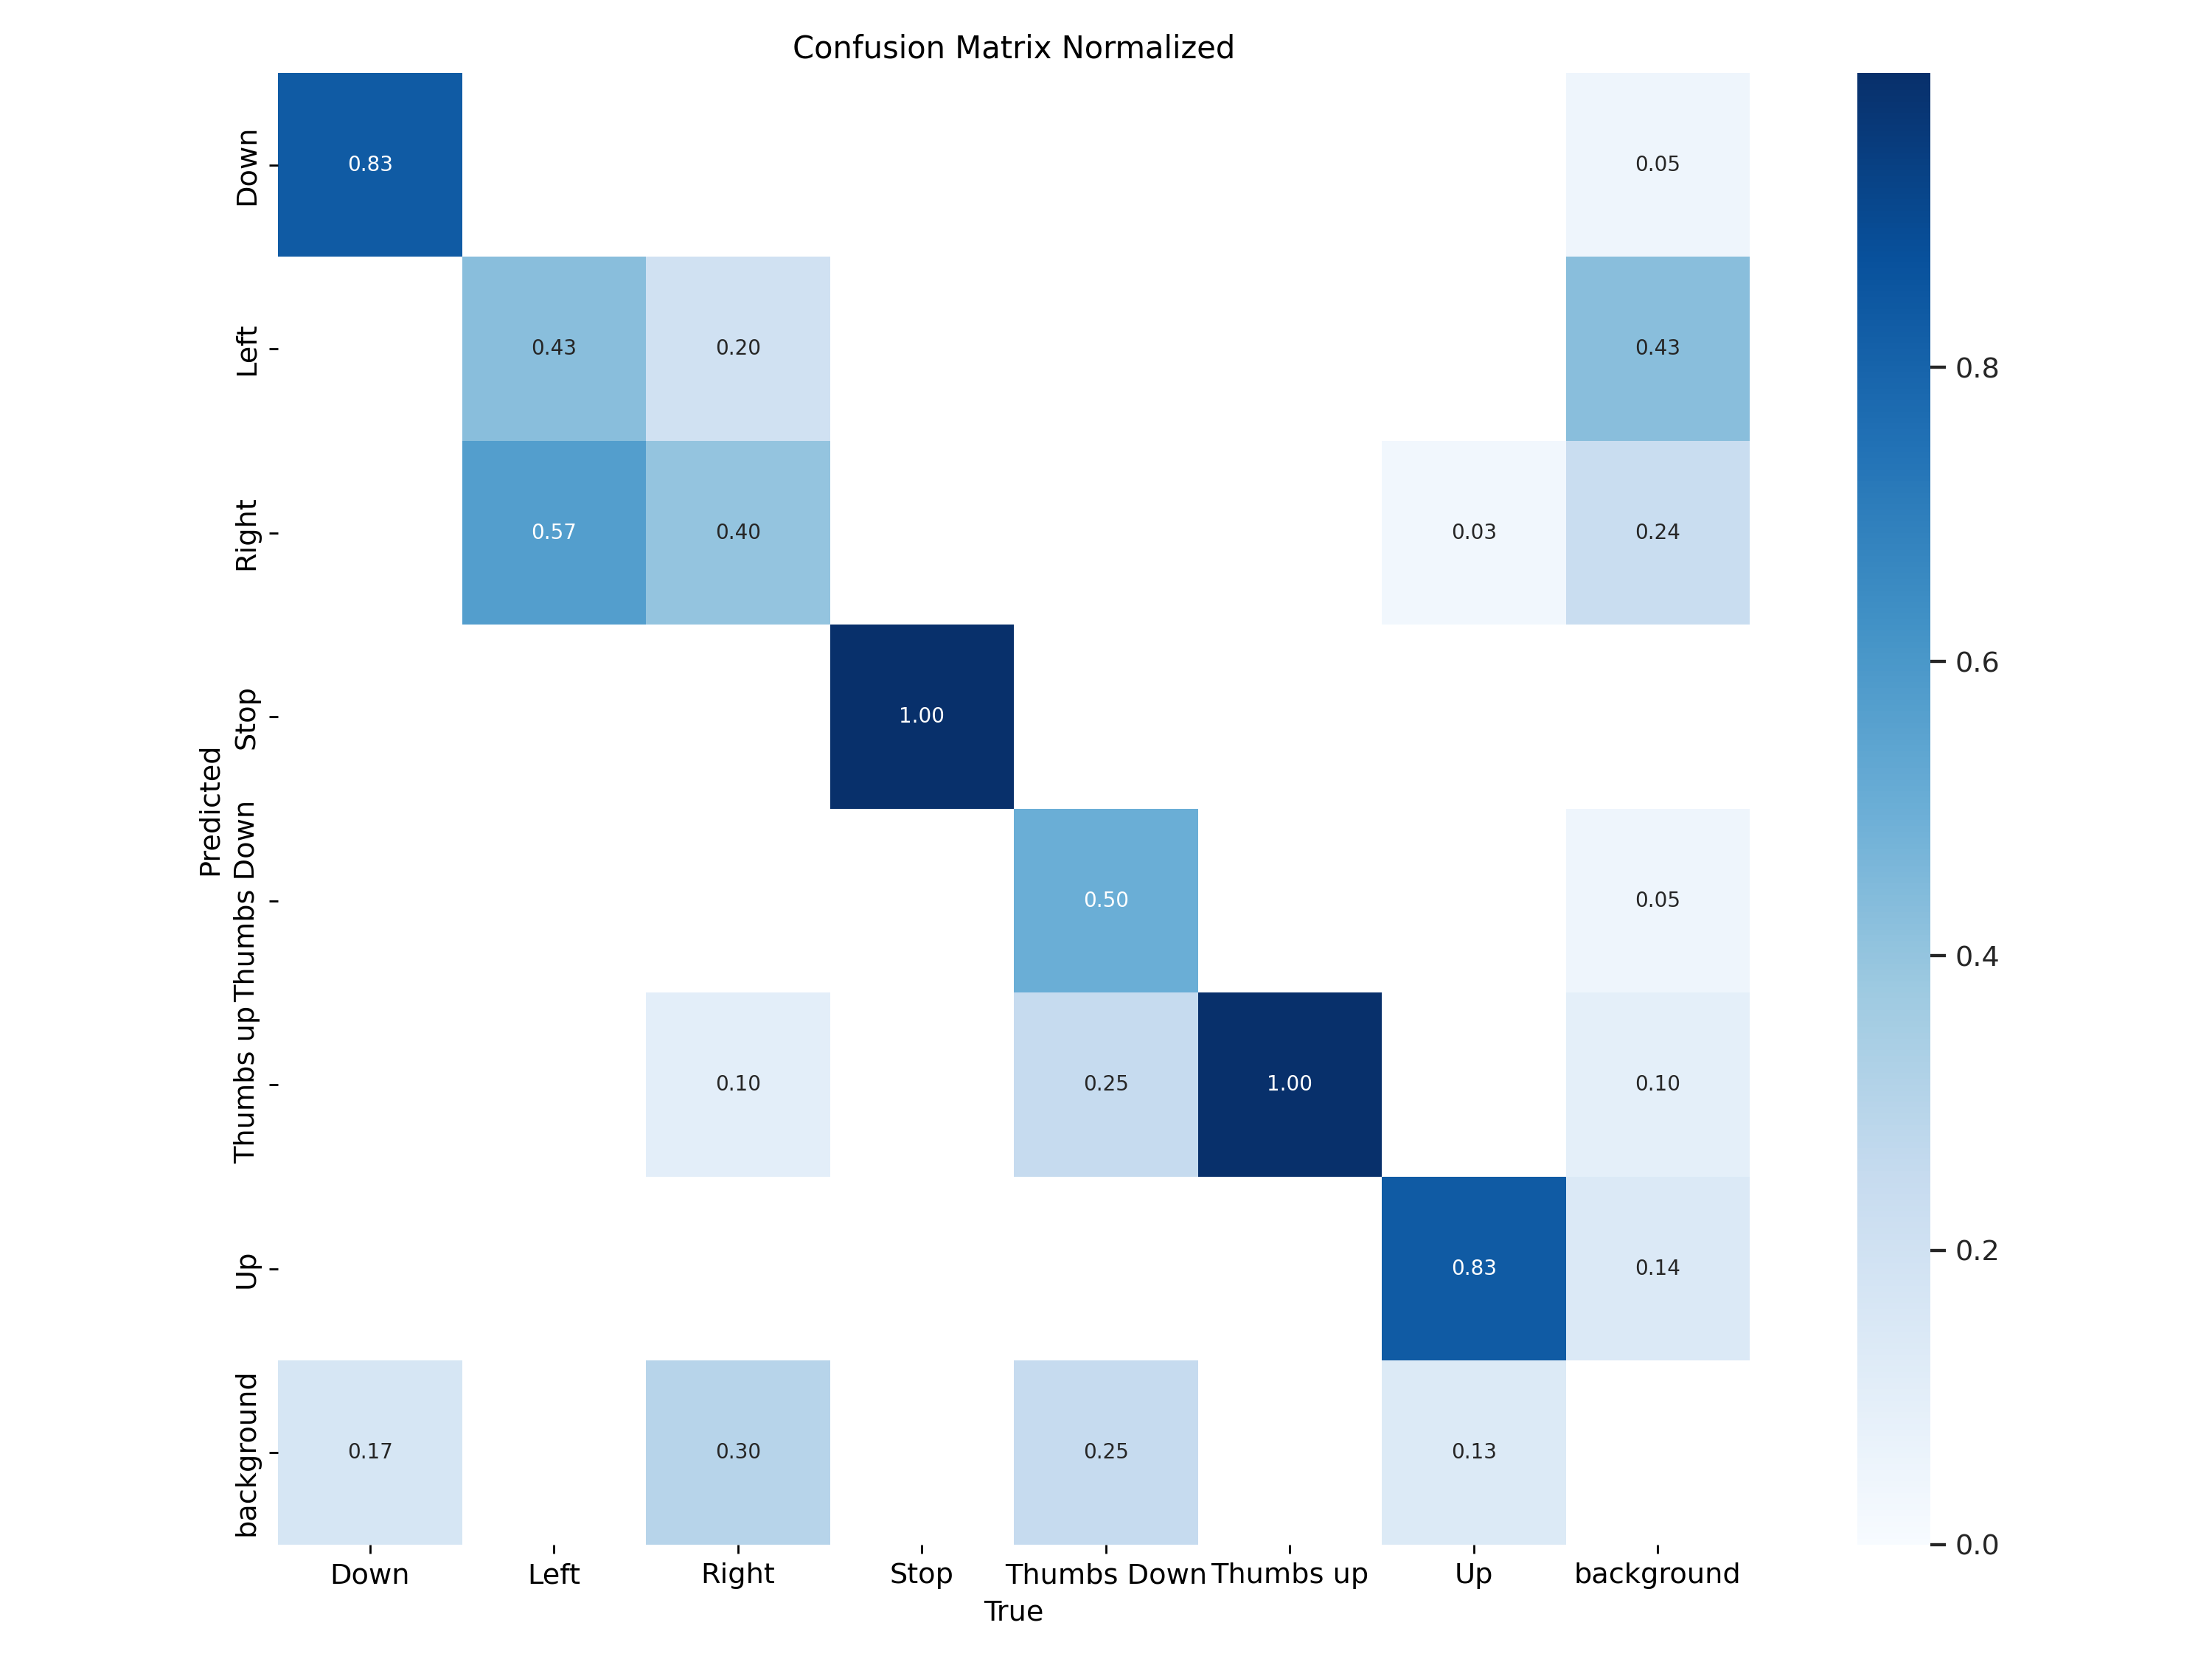 Confusion Matrix Normalized
Down
0.83
0.05
Left
0.43
0.20
0.43
0.8
Right
0.57
0.40
0.03
0.24
0.6
Stop
1.00
Predicted
Thumbs Down
0.50
0.05
0.4
Thumbs up
0.10
0.25
1.00
0.10
Up
0.83
0.14
0.2
background
0.17
0.30
0.25
0.13
0.0
Down
Left
Right
Stop
Thumbs Down
Thumbs up
Up
background
True